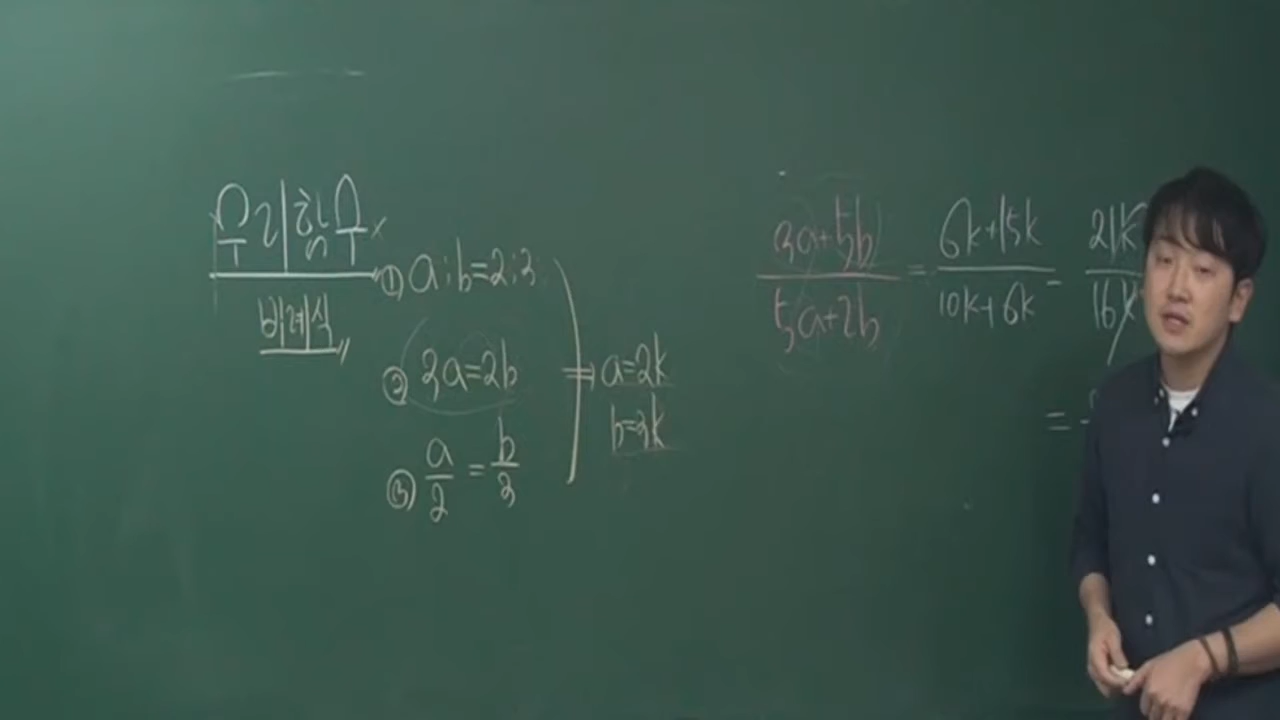 유리|함수
비례식
① a:b=2:3
② 3a=2b
③ a/2 = b/3
⇒ a=2k
b=3k
(3a+5b)/(5a+2b) = (6k+15k)/(10k+6k) = 21k/16k
=